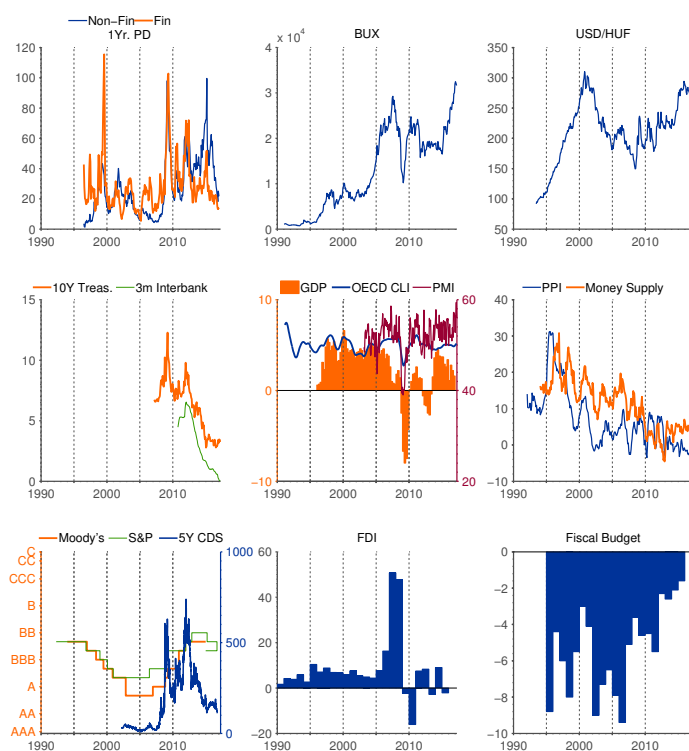 Non−Fin Fin
1Yr. PD
120
100
80
60
40
20
0
1990 2000 2010
BUX
x 10^4
4
3
2
1
0
1990 2000 2010
USD/HUF
350
300
250
200
150
100
50
1990 2000 2010
10Y Treas. 3m Interbank
15
10
5
0
1990 2000 2010
GDP OECD CLI PMI
10 60
0 40
−10 20
1990 2000 2010
PPI Money Supply
40
30
20
10
0
−10
1990 2000 2010
Moody's S&P 5Y CDS
C 1000
CC
CCC
B
BB 500
BBB
A
AA
AAA 0
1990 2000 2010
FDI
60
40
20
0
−20
1990 2000 2010
Fiscal Budget
0
−2
−4
−6
−8
−10
1990 2000 2010